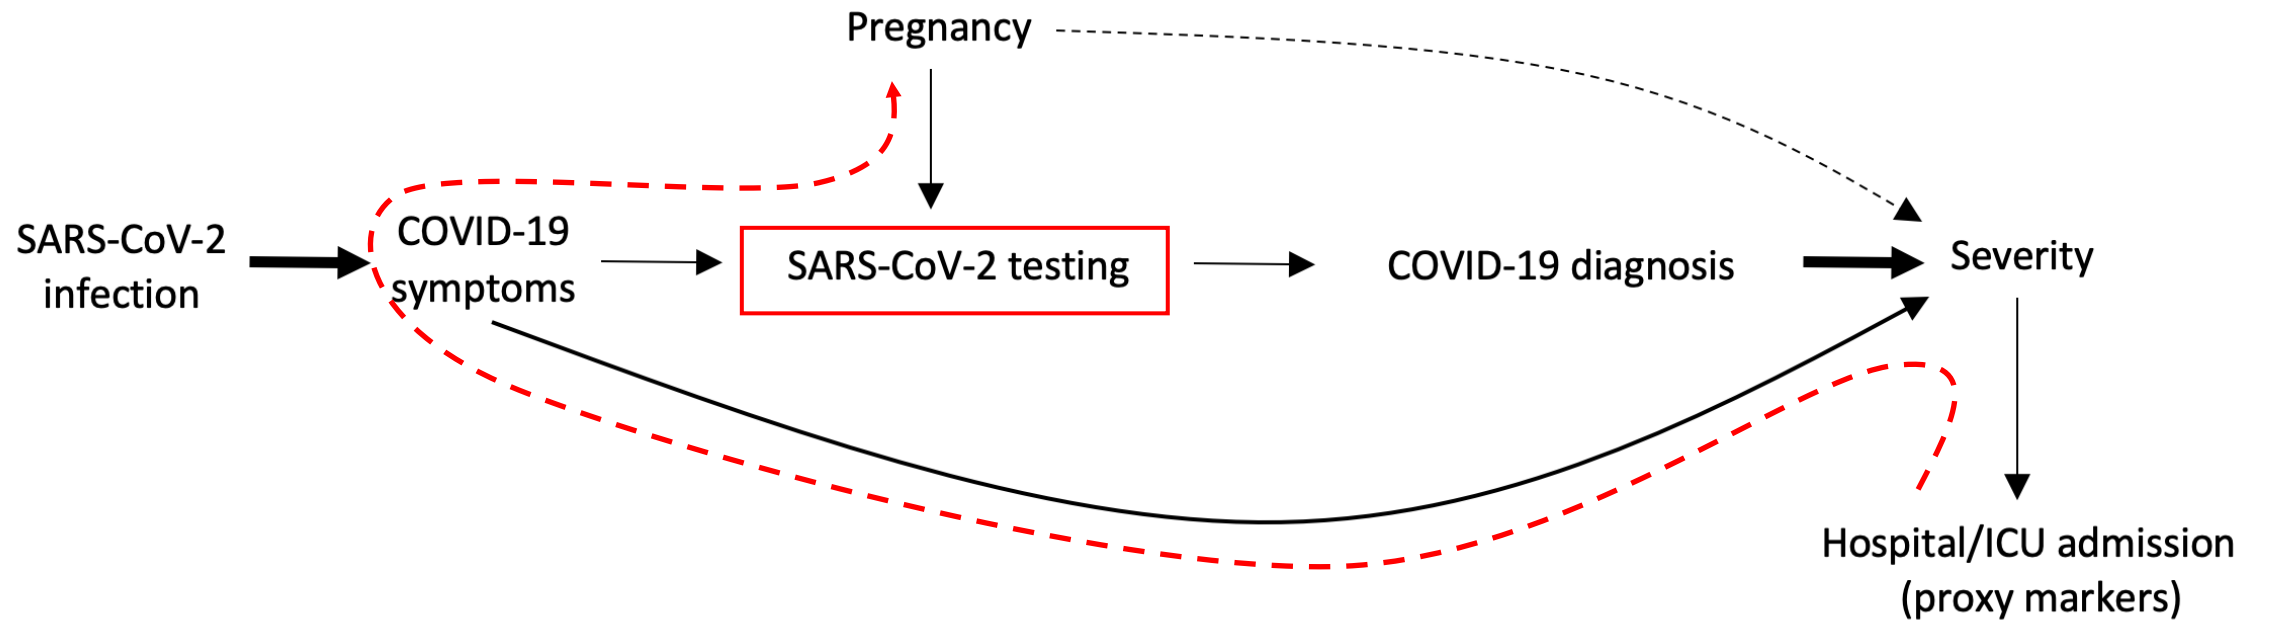 Pregnancy
SARS-CoV-2
infection
COVID-19
symptoms
SARS-CoV-2 testing
COVID-19 diagnosis
Severity
Hospital/ICU admission
(proxy markers)